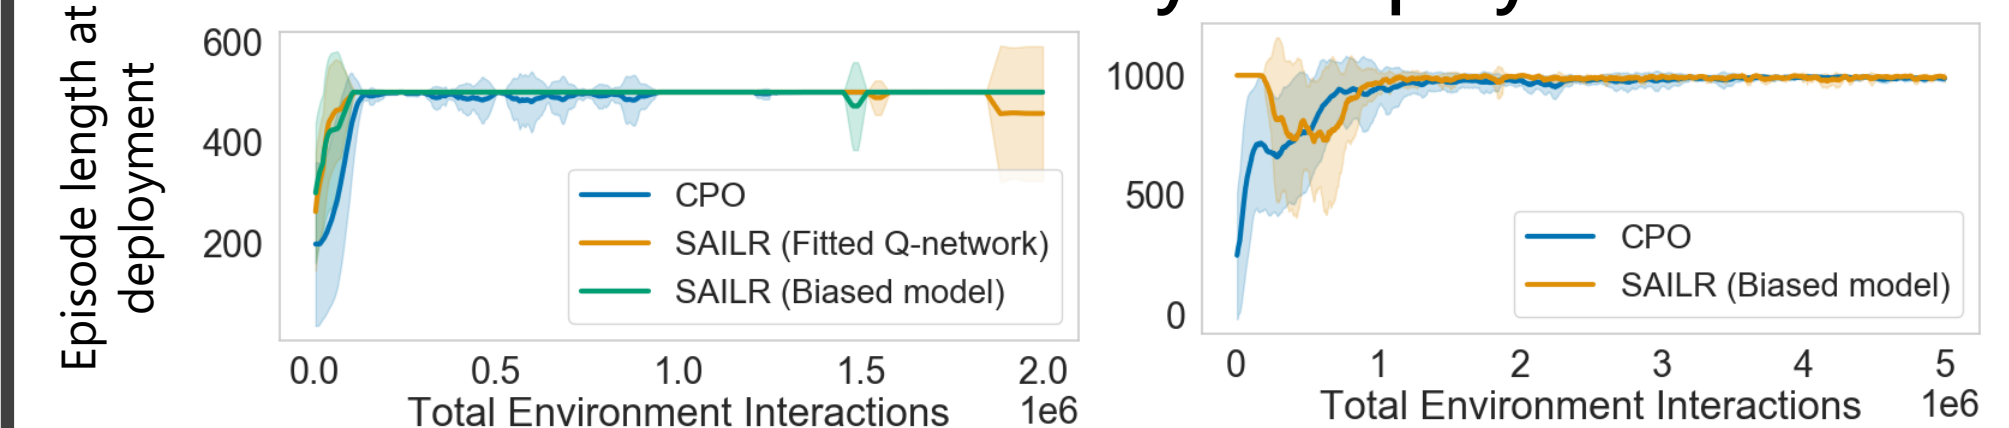 Episode length at
deployment
600
400
200
CPO
SAILR (Fitted Q-network)
SAILR (Biased model)
0.0 0.5 1.0 1.5 2.0
Total Environment Interactions 1e6
1000
500
0
CPO
SAILR (Biased model)
0 1 2 3 4 5
Total Environment Interactions 1e6